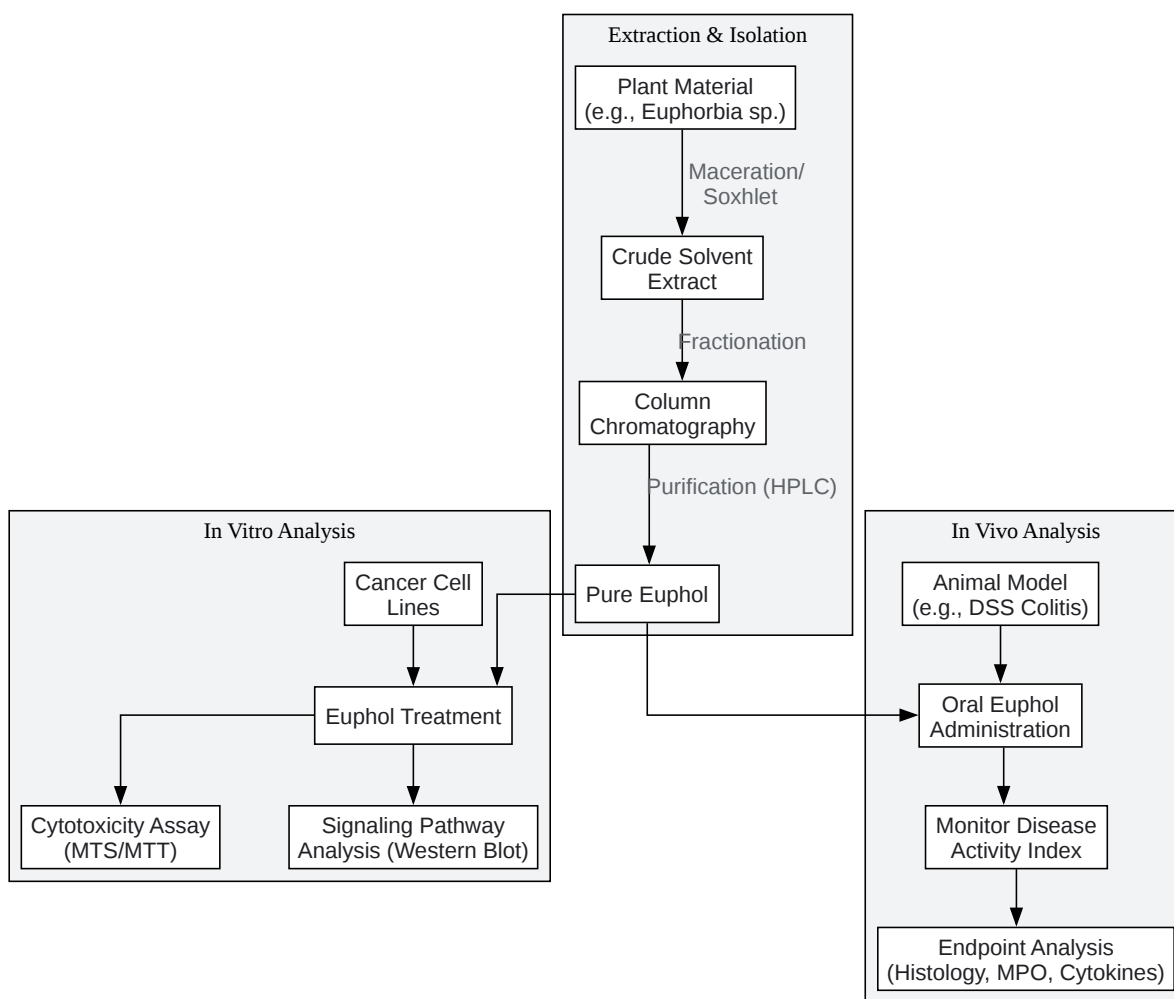 Extraction & Isolation
Plant Material
(e.g., Euphorbia sp.)
Maceration/
Soxhlet
Crude Solvent
Extract
Fractionation
Column
Chromatography
Purification (HPLC)
Pure Euphol
In Vitro Analysis
Cancer Cell
Lines
Euphol Treatment
Cytotoxicity Assay
(MTS/MTT)
Signaling Pathway
Analysis (Western Blot)
In Vivo Analysis
Animal Model
(e.g., DSS Colitis)
Oral Euphol
Administration
Monitor Disease
Activity Index
Endpoint Analysis
(Histology, MPO, Cytokines)